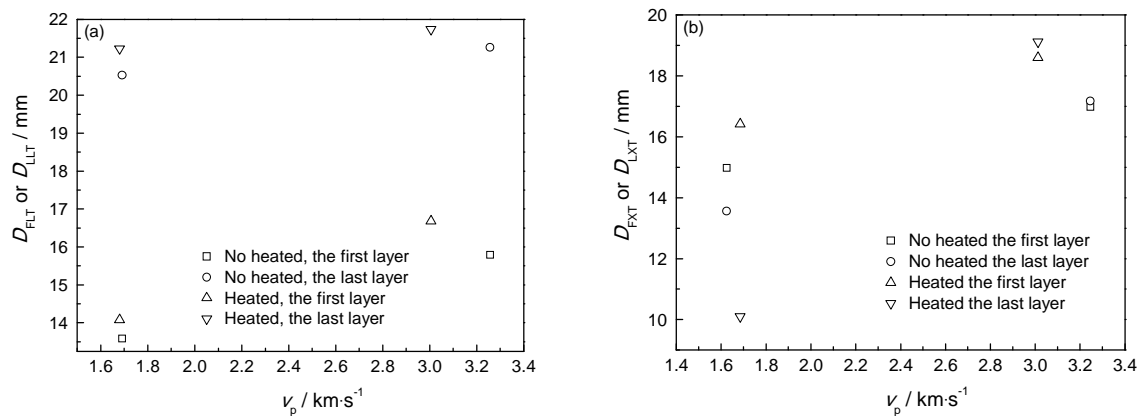 (a)
22
21
20
19
18
17
16
15
14
D_FLT or D_LLT / mm
No heated, the first layer
No heated, the last layer
Heated, the first layer
Heated, the last layer
1.6 1.8 2.0 2.2 2.4 2.6 2.8 3.0 3.2 3.4
v_p / km·s⁻¹
(b)
20
18
16
14
12
10
D_FXT or D_LXT / mm
No heated the first layer
No heated the last layer
Heated the first layer
Heated the last layer
1.4 1.6 1.8 2.0 2.2 2.4 2.6 2.8 3.0 3.2 3.4
v_p / km·s⁻¹